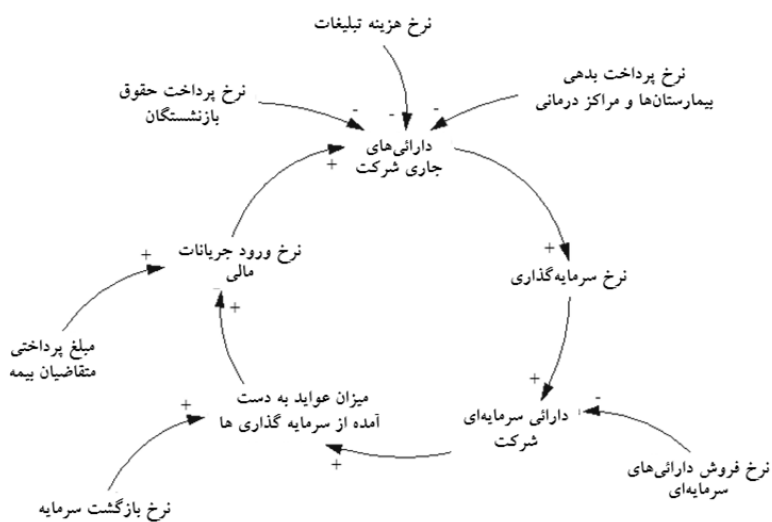 نرخ هزینه تبلیغات
نرخ پرداخت بدهی
بیمارستان‌ها و مراکز درمانی
نرخ پرداخت حقوق
بازنشستگان
- - -
دارائی‌های
جاری شرکت
+
نرخ ورود جریانات
مالی
+
+
نرخ سرمایه‌گذاری
+
مبلغ پرداختی
متقاضیان بیمه
میزان عواید به دست
آمده از سرمایه گذاری ها
+
+
دارائی سرمایه‌ای
شرکت
+
-
نرخ فروش دارائی‌های
سرمایه‌ای
نرخ بازگشت سرمایه